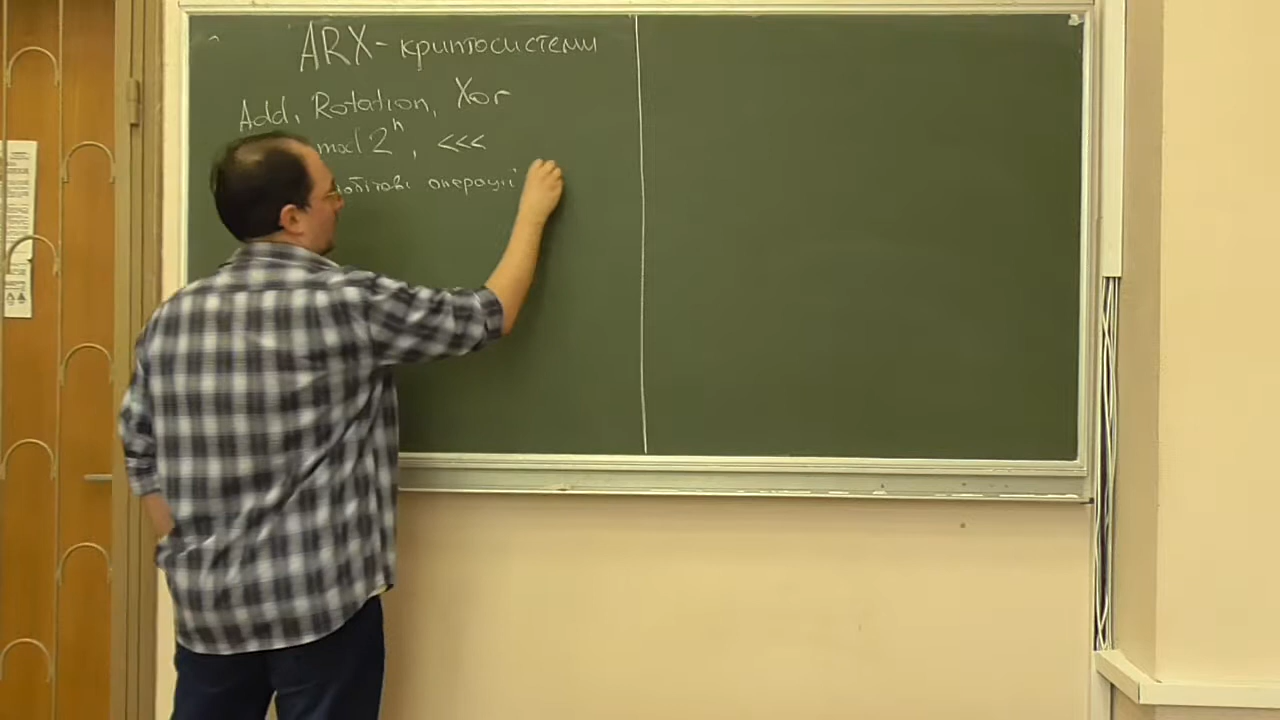 ARX - криптосистеми
Add, Rotation, Xor
mod 2ⁿ, <<<
операції